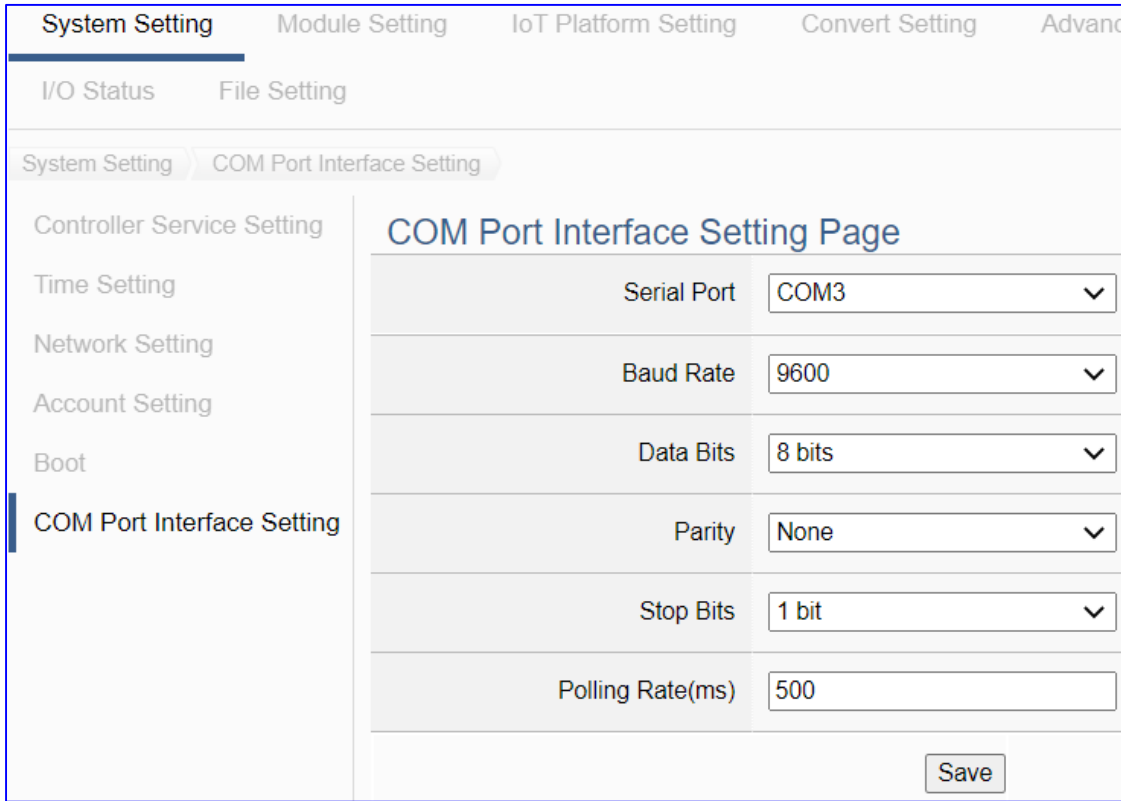 System Setting Module Setting IoT Platform Setting Convert Setting Advanc
I/O Status File Setting
System Setting COM Port Interface Setting
Controller Service Setting
Time Setting
Network Setting
Account Setting
Boot
COM Port Interface Setting
COM Port Interface Setting Page
Serial Port COM3
Baud Rate 9600
Data Bits 8 bits
Parity None
Stop Bits 1 bit
Polling Rate(ms) 500
Save